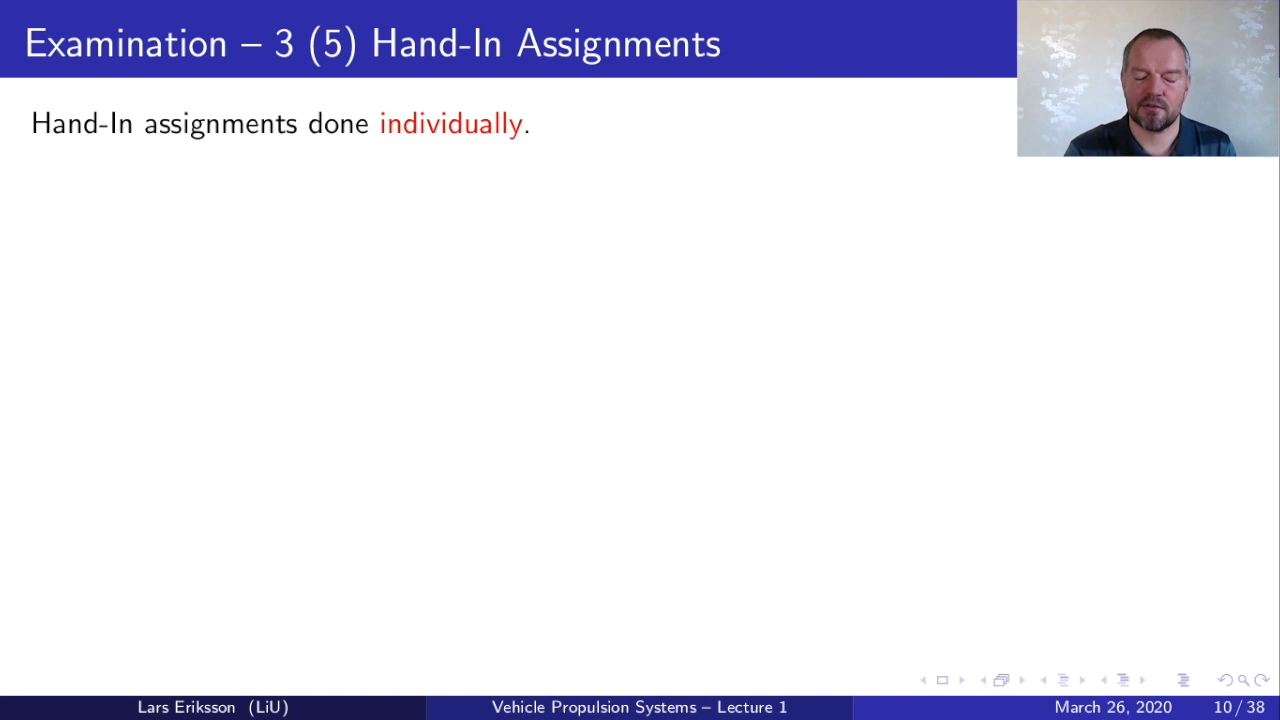 Examination – 3 (5) Hand-In Assignments
Hand-In assignments done individually.
Lars Eriksson (LiU)
Vehicle Propulsion Systems – Lecture 1
March 26, 2020
10 / 38